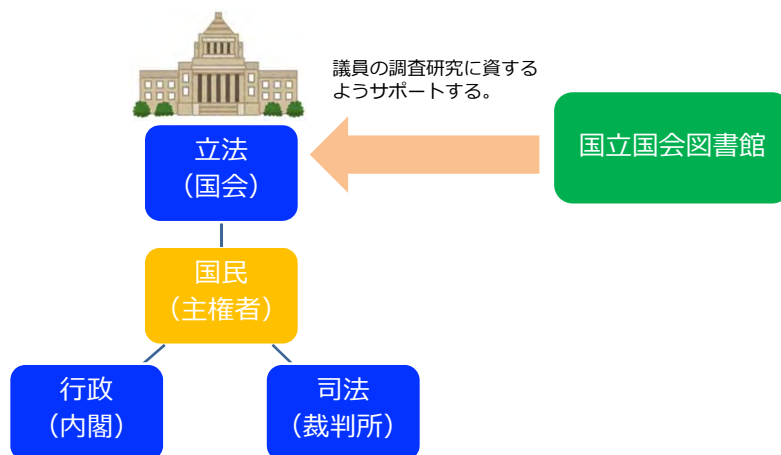 議員の調査研究に資する
ようサポートする。
立法
（国会）
国立国会図書館
国民
（主権者）
行政
（内閣）
司法
（裁判所）